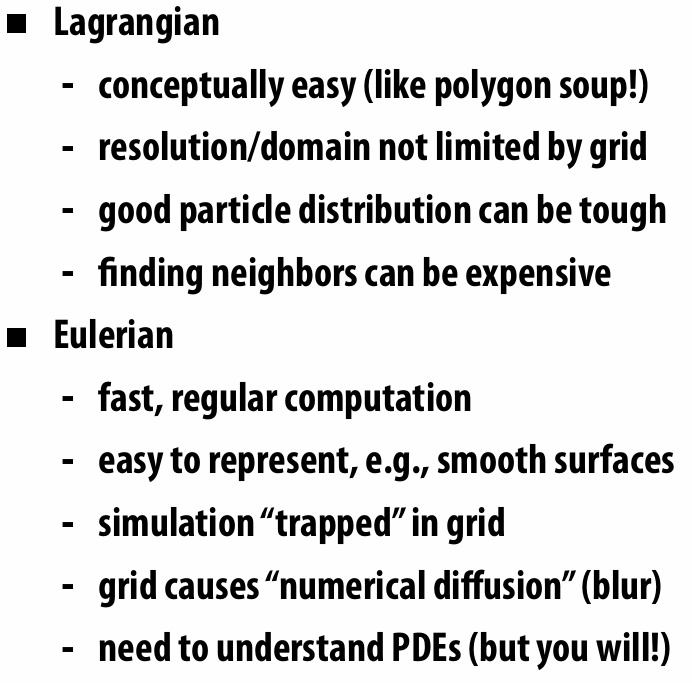 ■ Lagrangian
- conceptually easy (like polygon soup!)
- resolution/domain not limited by grid
- good particle distribution can be tough
- finding neighbors can be expensive
■ Eulerian
- fast, regular computation
- easy to represent, e.g., smooth surfaces
- simulation “trapped” in grid
- grid causes “numerical diffusion” (blur)
- need to understand PDEs (but you will!)